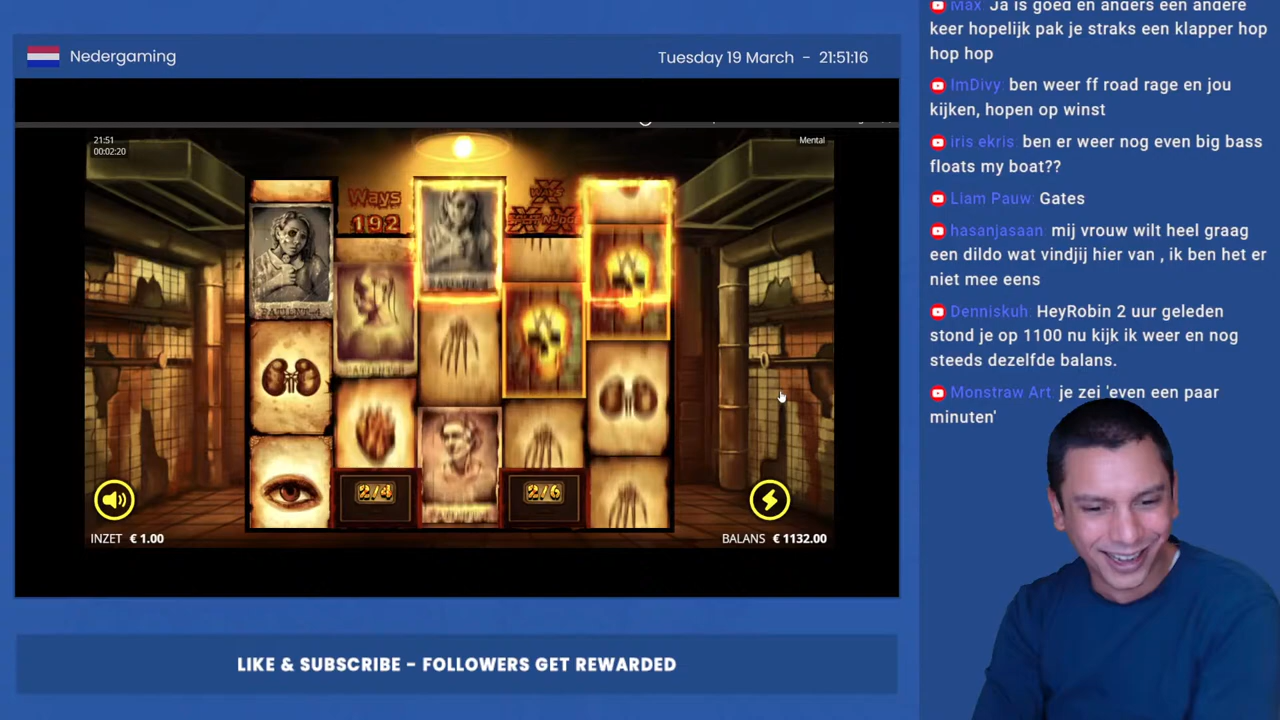 Nedergaming
Tuesday 19 March - 21:51:16
21:51
00:02:20
Mental
Ways
192
WAYS
PATIENT-4
2/4
2/6
INZET € 1.00
BALANS € 1132.00
LIKE & SUBSCRIBE - FOLLOWERS GET REWARDED
Max: Ja is goed en anders een andere
keer hopelijk pak je straks een klapper hop
hop hop
ImDivy: ben weer ff road rage en jou
kijken, hopen op winst
iris ekris: ben er weer nog even big bass
floats my boat??
Liam Pauw: Gates
hasanjasaan: mij vrouw wilt heel graag
een dildo wat vindjij hier van , ik ben het er
niet mee eens
Denniskuh: HeyRobin 2 uur geleden
stond je op 1100 nu kijk ik weer en nog
steeds dezelfde balans.
Monstraw Art: je zei 'even een paar
minuten'